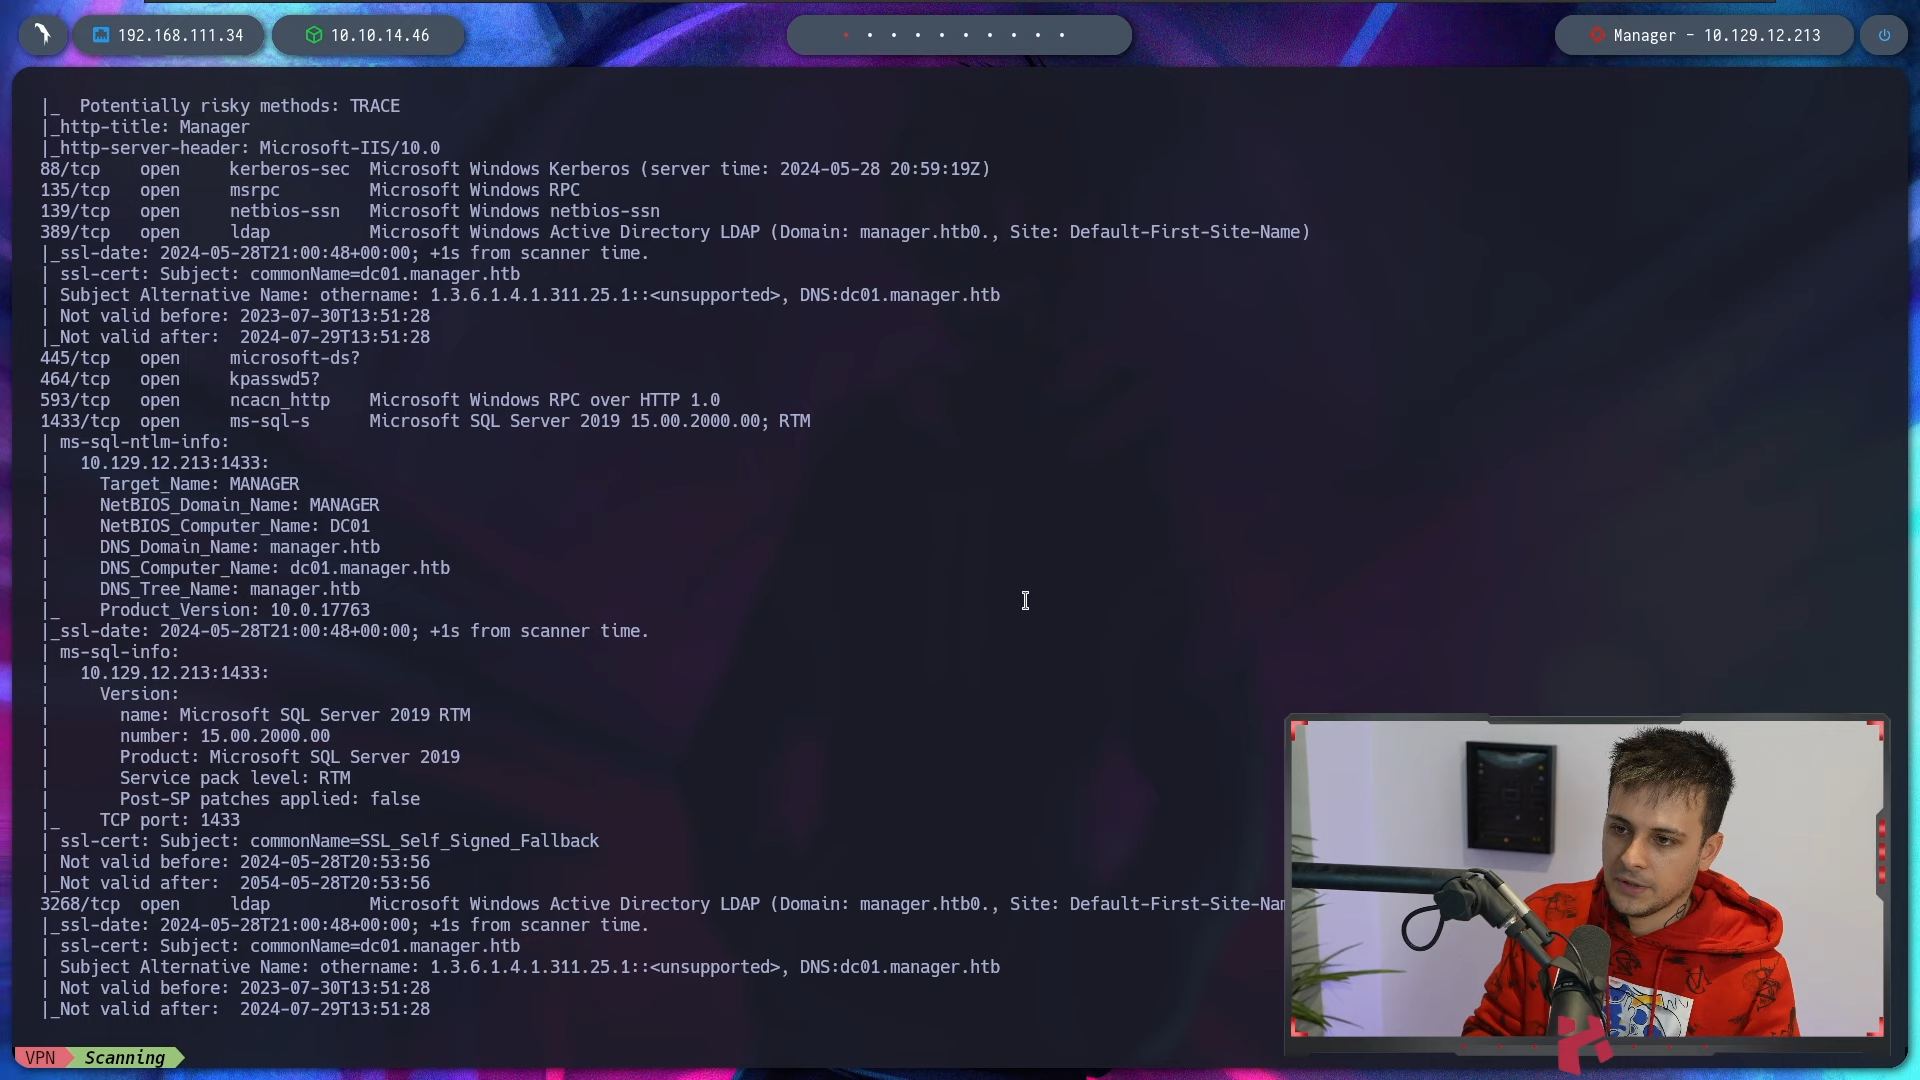 192.168.111.34
10.10.14.46
Manager - 10.129.12.213
|_  Potentially risky methods: TRACE
|_http-title: Manager
|_http-server-header: Microsoft-IIS/10.0
88/tcp   open     kerberos-sec  Microsoft Windows Kerberos (server time: 2024-05-28 20:59:19Z)
135/tcp  open     msrpc         Microsoft Windows RPC
139/tcp  open     netbios-ssn   Microsoft Windows netbios-ssn
389/tcp  open     ldap          Microsoft Windows Active Directory LDAP (Domain: manager.htb0., Site: Default-First-Site-Name)
|_ssl-date: 2024-05-28T21:00:48+00:00; +1s from scanner time.
| ssl-cert: Subject: commonName=dc01.manager.htb
| Subject Alternative Name: othername: 1.3.6.1.4.1.311.25.1::<unsupported>, DNS:dc01.manager.htb
| Not valid before: 2023-07-30T13:51:28
|_Not valid after:  2024-07-29T13:51:28
445/tcp  open     microsoft-ds?
464/tcp  open     kpasswd5?
593/tcp  open     ncacn_http    Microsoft Windows RPC over HTTP 1.0
1433/tcp open     ms-sql-s      Microsoft SQL Server 2019 15.00.2000.00; RTM
| ms-sql-ntlm-info:
|   10.129.12.213:1433:
|     Target_Name: MANAGER
|     NetBIOS_Domain_Name: MANAGER
|     NetBIOS_Computer_Name: DC01
|     DNS_Domain_Name: manager.htb
|     DNS_Computer_Name: dc01.manager.htb
|     DNS_Tree_Name: manager.htb
|_    Product_Version: 10.0.17763
|_ssl-date: 2024-05-28T21:00:48+00:00; +1s from scanner time.
| ms-sql-info:
|   10.129.12.213:1433:
|     Version:
|       name: Microsoft SQL Server 2019 RTM
|       number: 15.00.2000.00
|       Product: Microsoft SQL Server 2019
|       Service pack level: RTM
|       Post-SP patches applied: false
|_    TCP port: 1433
| ssl-cert: Subject: commonName=SSL_Self_Signed_Fallback
| Not valid before: 2024-05-28T20:53:56
|_Not valid after:  2054-05-28T20:53:56
3268/tcp open     ldap          Microsoft Windows Active Directory LDAP (Domain: manager.htb0., Site: Default-First-Site-Nam
|_ssl-date: 2024-05-28T21:00:48+00:00; +1s from scanner time.
| ssl-cert: Subject: commonName=dc01.manager.htb
| Subject Alternative Name: othername: 1.3.6.1.4.1.311.25.1::<unsupported>, DNS:dc01.manager.htb
| Not valid before: 2023-07-30T13:51:28
|_Not valid after:  2024-07-29T13:51:28
VPN Scanning